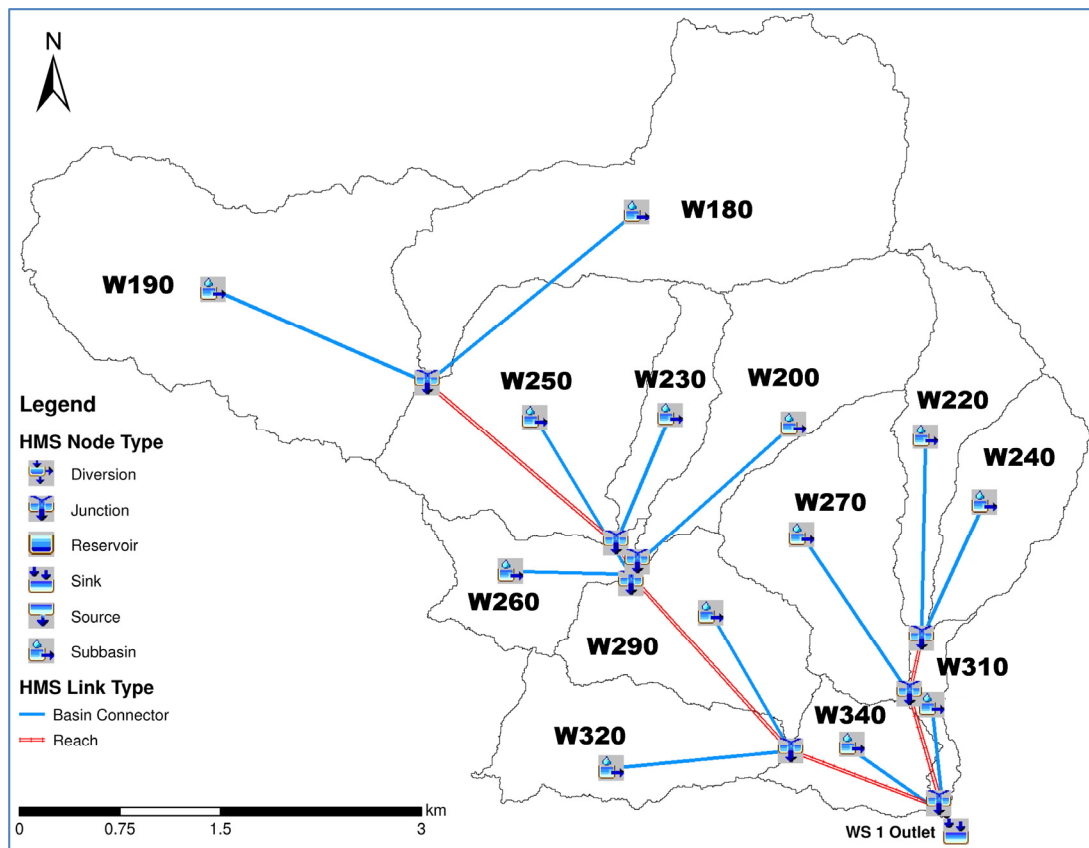 N
W180
W190
W250
W230
W200
W220
W240
W270
W260
W290
W310
W340
W320
WS 1 Outlet
Legend
HMS Node Type
Diversion
Junction
Reservoir
Sink
Source
Subbasin
HMS Link Type
Basin Connector
Reach
km
0 0.75 1.5 3